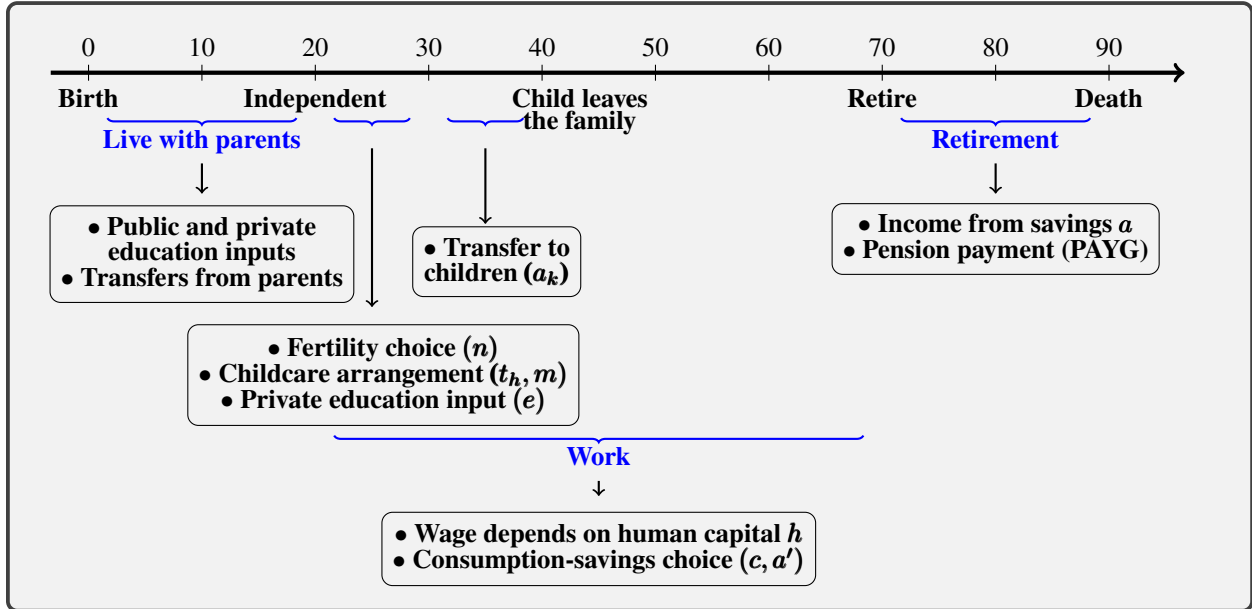 0 10 20 30 40 50 60 70 80 90
Birth Independent Child leaves Retire Death
the family
Live with parents Retirement
• Public and private
education inputs
• Transfers from parents
• Transfer to
children (a_k)
• Income from savings a
• Pension payment (PAYG)
• Fertility choice (n)
• Childcare arrangement (t_h, m)
• Private education input (e)
Work
• Wage depends on human capital h
• Consumption-savings choice (c, a′)